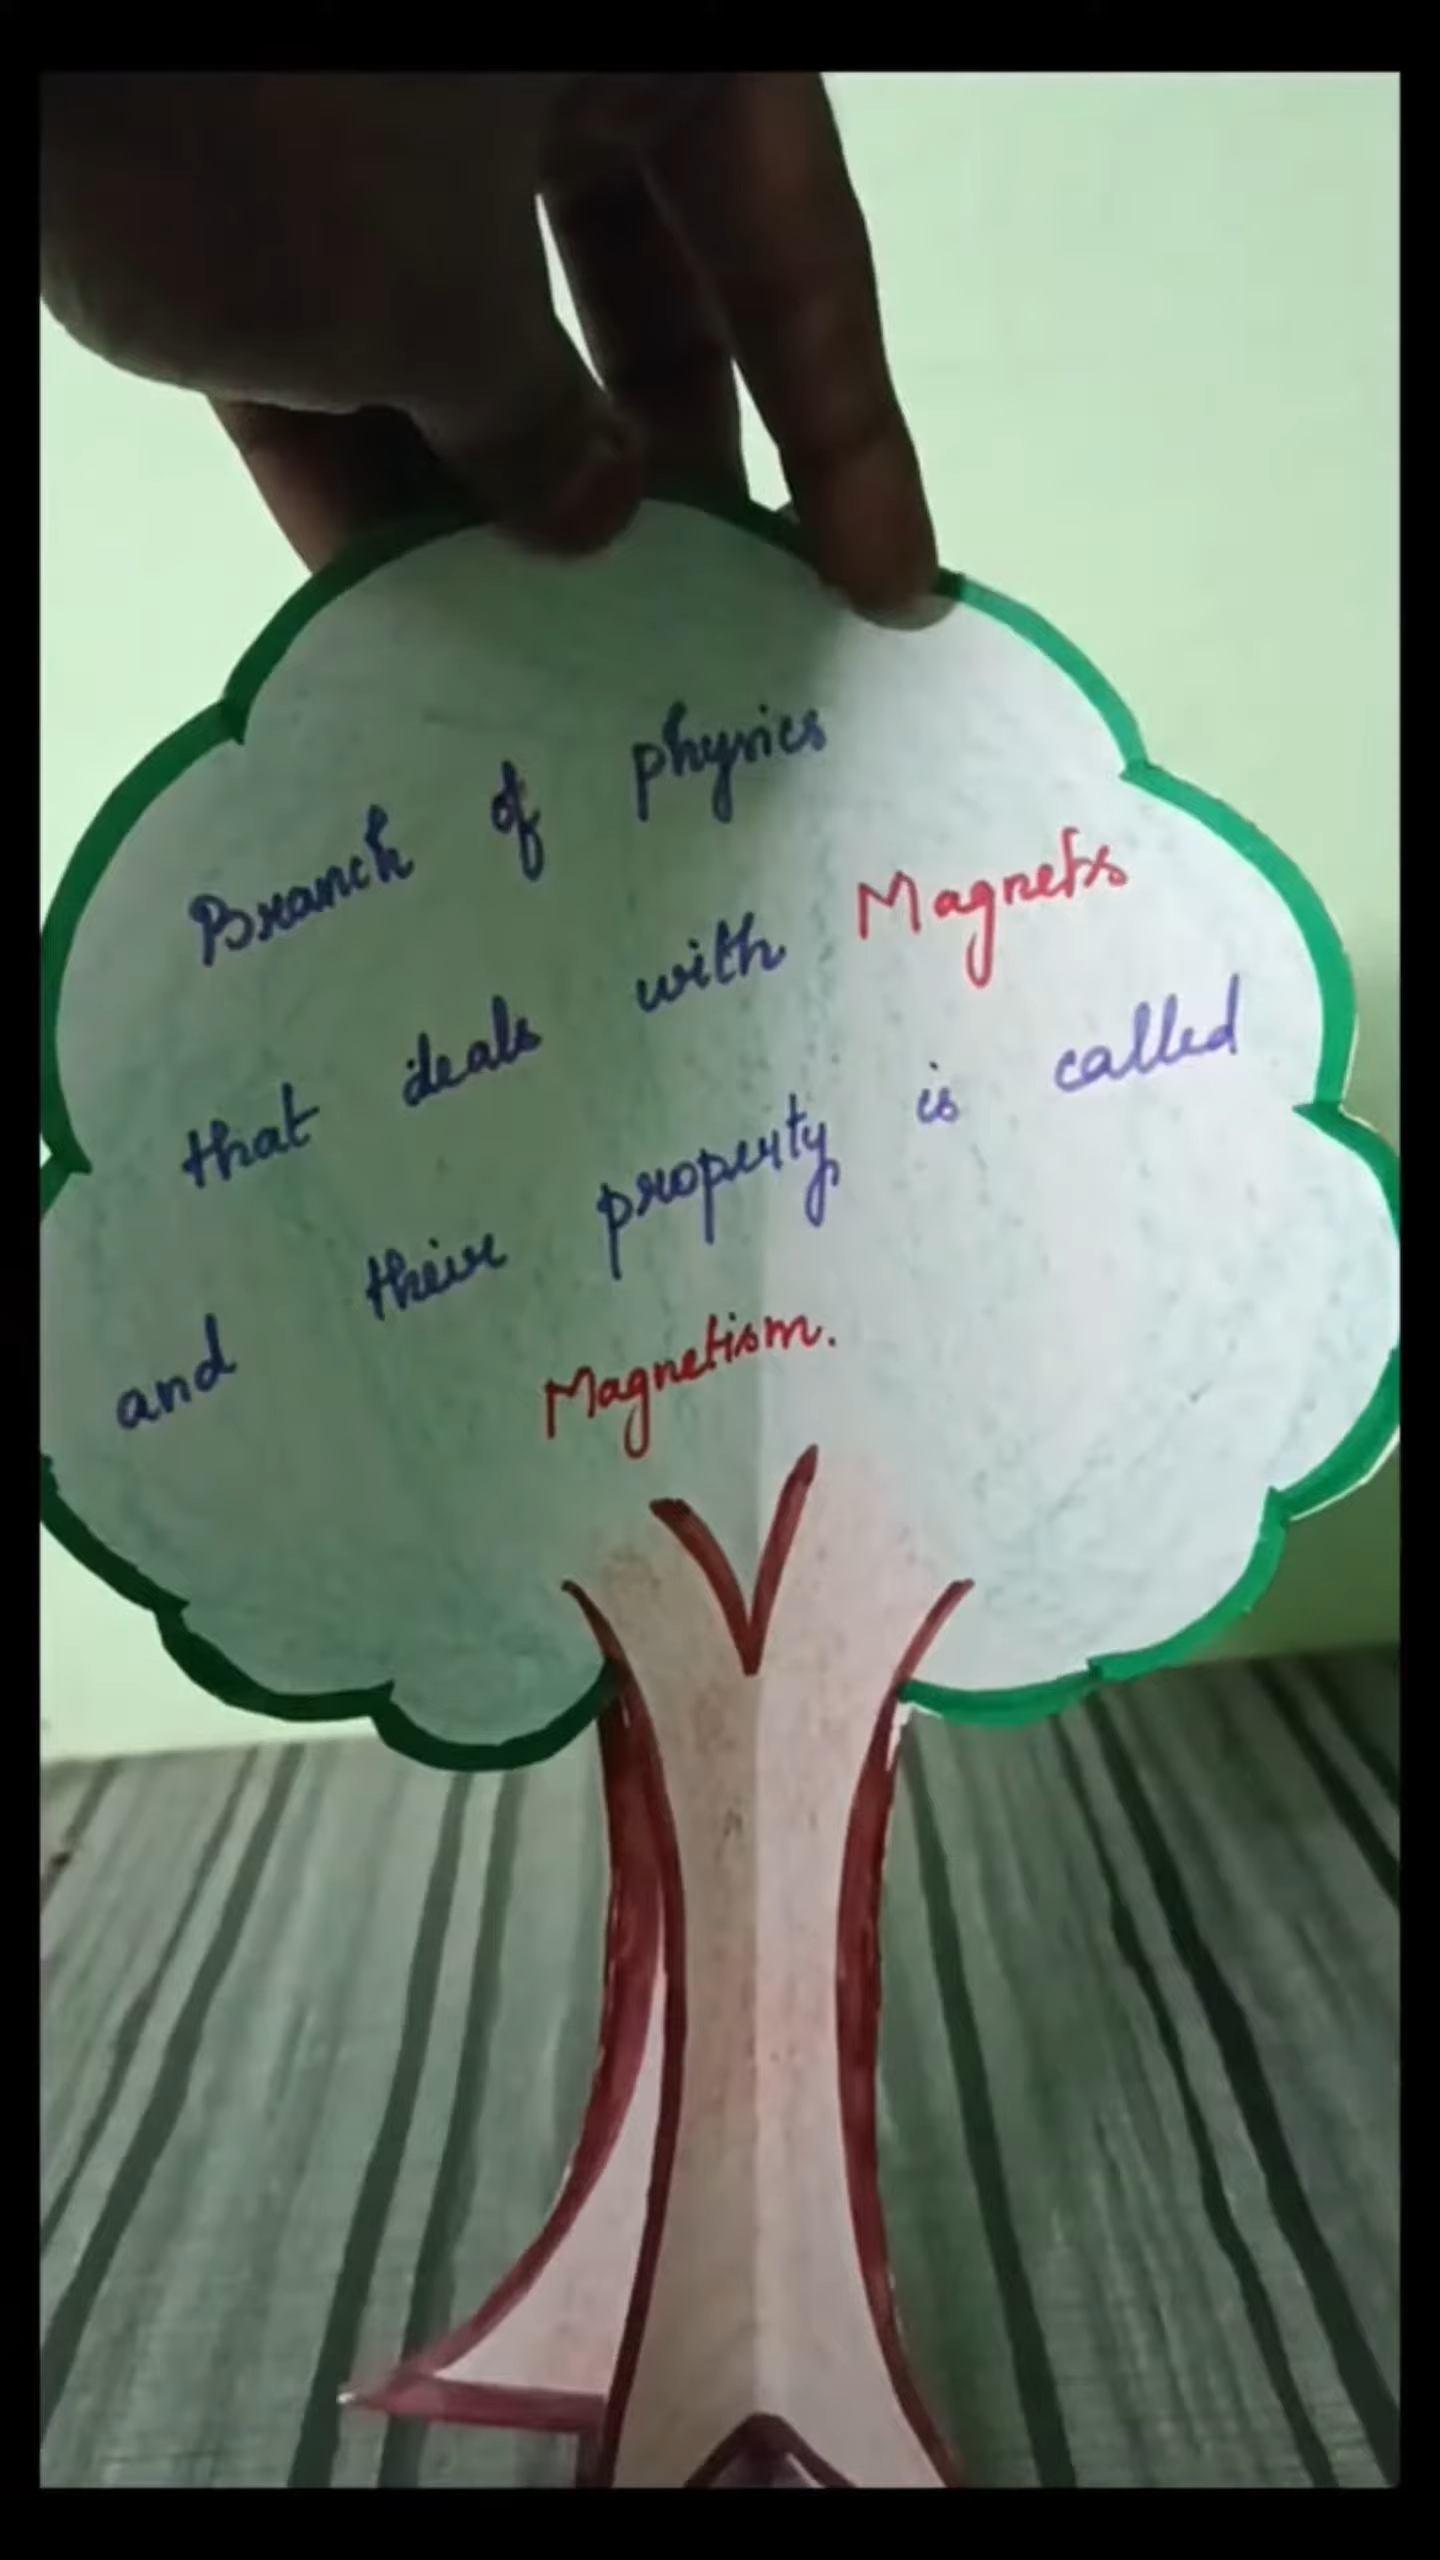 Branch of physics
that deals with Magnets
and their property is called
Magnetism.